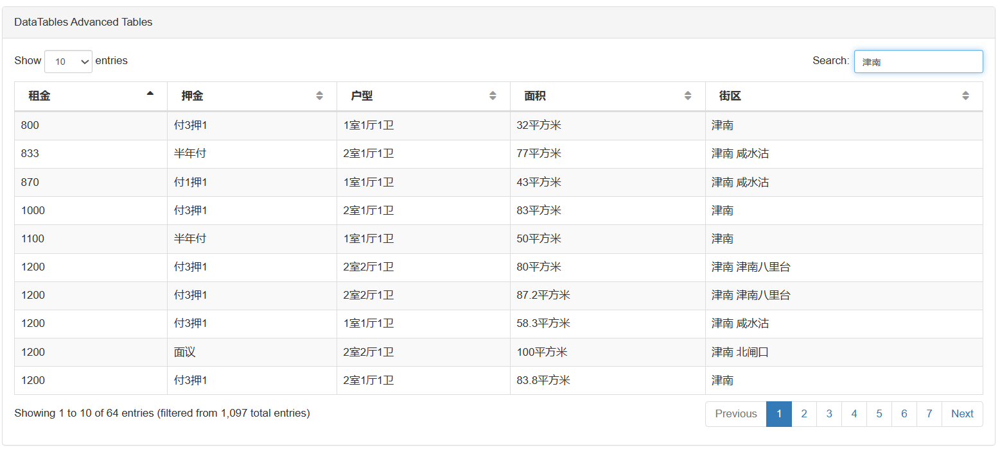 DataTables Advanced Tables
Show 10 entries Search: 津南
租金 押金 户型 面积 街区
800 付3押1 1室1厅1卫 32平方米 津南
833 半年付 2室1厅1卫 77平方米 津南 咸水沽
870 付1押1 1室1厅1卫 43平方米 津南 咸水沽
1000 付3押1 2室1厅1卫 83平方米 津南
1100 半年付 1室1厅1卫 50平方米 津南
1200 付3押1 2室2厅1卫 80平方米 津南 津南八里台
1200 付3押1 2室2厅1卫 87.2平方米 津南 津南八里台
1200 付3押1 1室1厅1卫 58.3平方米 津南 咸水沽
1200 面议 2室2厅1卫 100平方米 津南 北闸口
1200 付3押1 2室1厅1卫 83.8平方米 津南
Showing 1 to 10 of 64 entries (filtered from 1,097 total entries) Previous 1 2 3 4 5 6 7 Next